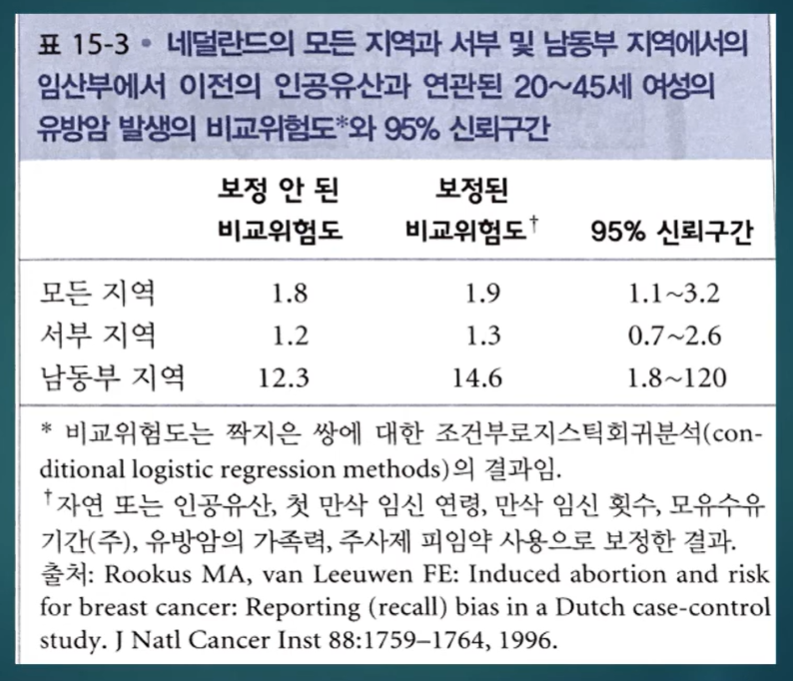 표 15-3 • 네덜란드의 모든 지역과 서부 및 남동부 지역에서의
임산부에서 이전의 인공유산과 연관된 20~45세 여성의
유방암 발생의 비교위험도*와 95% 신뢰구간
보정 안 된 보정된
비교위험도 비교위험도† 95% 신뢰구간
모든 지역 1.8 1.9 1.1~3.2
서부 지역 1.2 1.3 0.7~2.6
남동부 지역 12.3 14.6 1.8~120
* 비교위험도는 짝지은 쌍에 대한 조건부로지스틱회귀분석(con-
ditional logistic regression methods)의 결과임.
†자연 또는 인공유산, 첫 만삭 임신 연령, 만삭 임신 횟수, 모유수유
기간(주), 유방암의 가족력, 주사제 피임약 사용으로 보정한 결과.
출처: Rookus MA, van Leeuwen FE: Induced abortion and risk
for breast cancer: Reporting (recall) bias in a Dutch case-control
study. J Natl Cancer Inst 88:1759–1764, 1996.